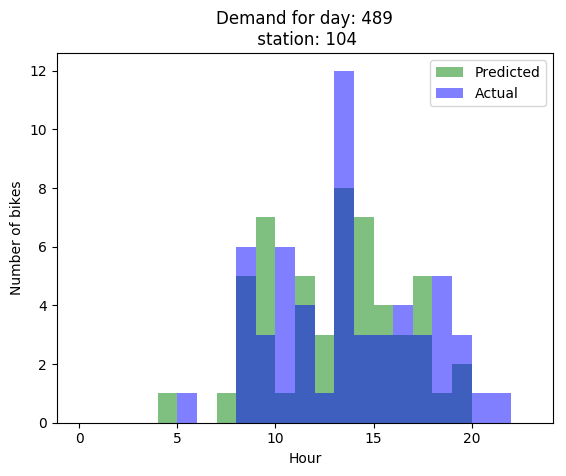 Demand for day: 489
station: 104
Predicted
Actual
Number of bikes
12
10
8
6
4
2
0
0
5
10
15
20
Hour